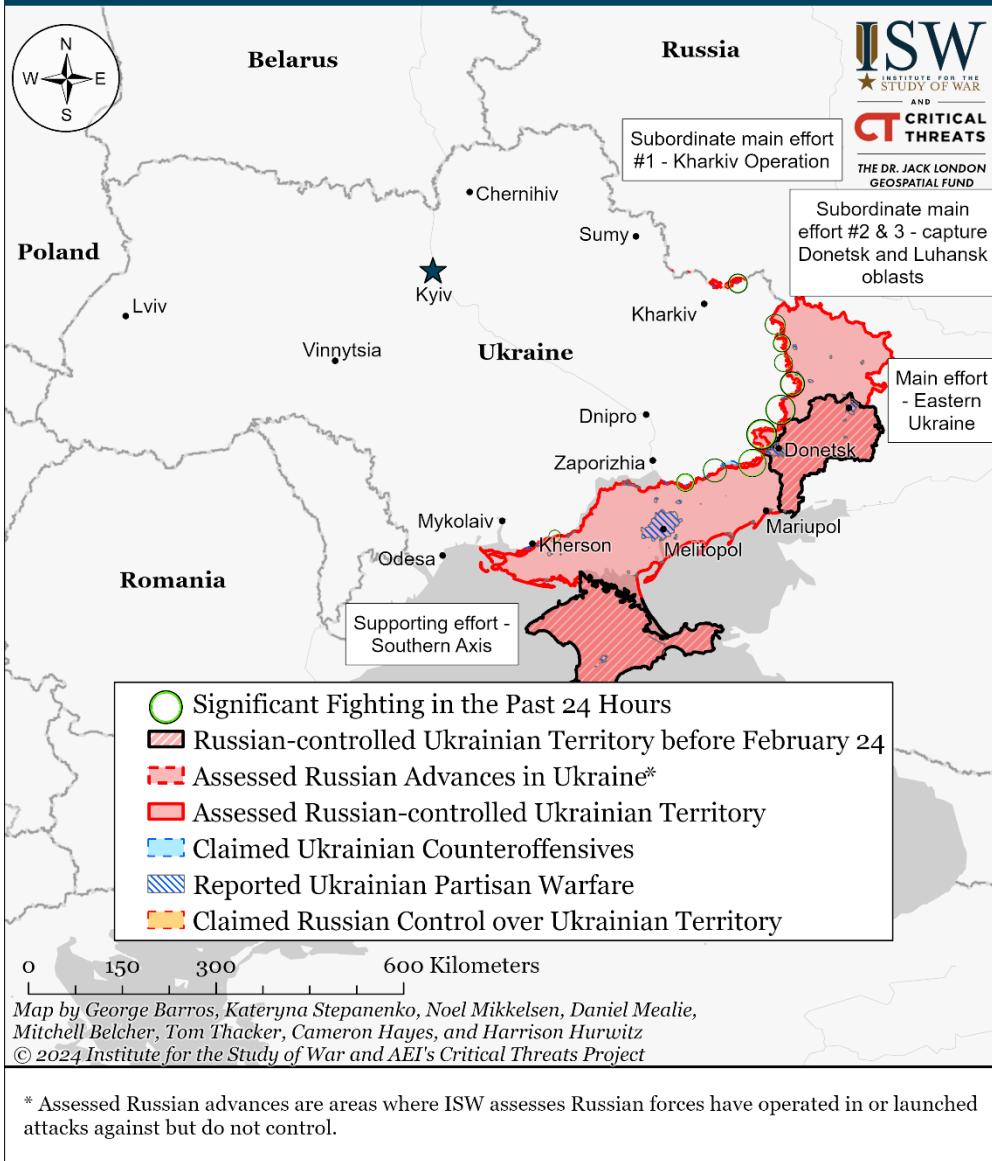 N
W
E
S
Belarus
Russia
ISW
INSTITUTE FOR THE
STUDY OF WAR
AND
CT CRITICAL
THREATS
THE DR. JACK LONDON
GEOSPATIAL FUND
Subordinate main effort
#1 - Kharkiv Operation
Subordinate main
effort #2 & 3 - capture
Donetsk and Luhansk
oblasts
Chernihiv
Sumy
Poland
Kyiv
Lviv
Kharkiv
Vinnytsia
Ukraine
Main effort
- Eastern
Ukraine
Dnipro
Donetsk
Zaporizhia
Mykolaiv
Mariupol
Kherson
Melitopol
Odesa
Romania
Supporting effort -
Southern Axis
Significant Fighting in the Past 24 Hours
Russian-controlled Ukrainian Territory before February 24
Assessed Russian Advances in Ukraine*
Assessed Russian-controlled Ukrainian Territory
Claimed Ukrainian Counteroffensives
Reported Ukrainian Partisan Warfare
Claimed Russian Control over Ukrainian Territory
0 150 300 600 Kilometers
Map by George Barros, Kateryna Stepanenko, Noel Mikkelsen, Daniel Mealie,
Mitchell Belcher, Tom Thacker, Cameron Hayes, and Harrison Hurwitz
© 2024 Institute for the Study of War and AEI's Critical Threats Project
* Assessed Russian advances are areas where ISW assesses Russian forces have operated in or launched
attacks against but do not control.